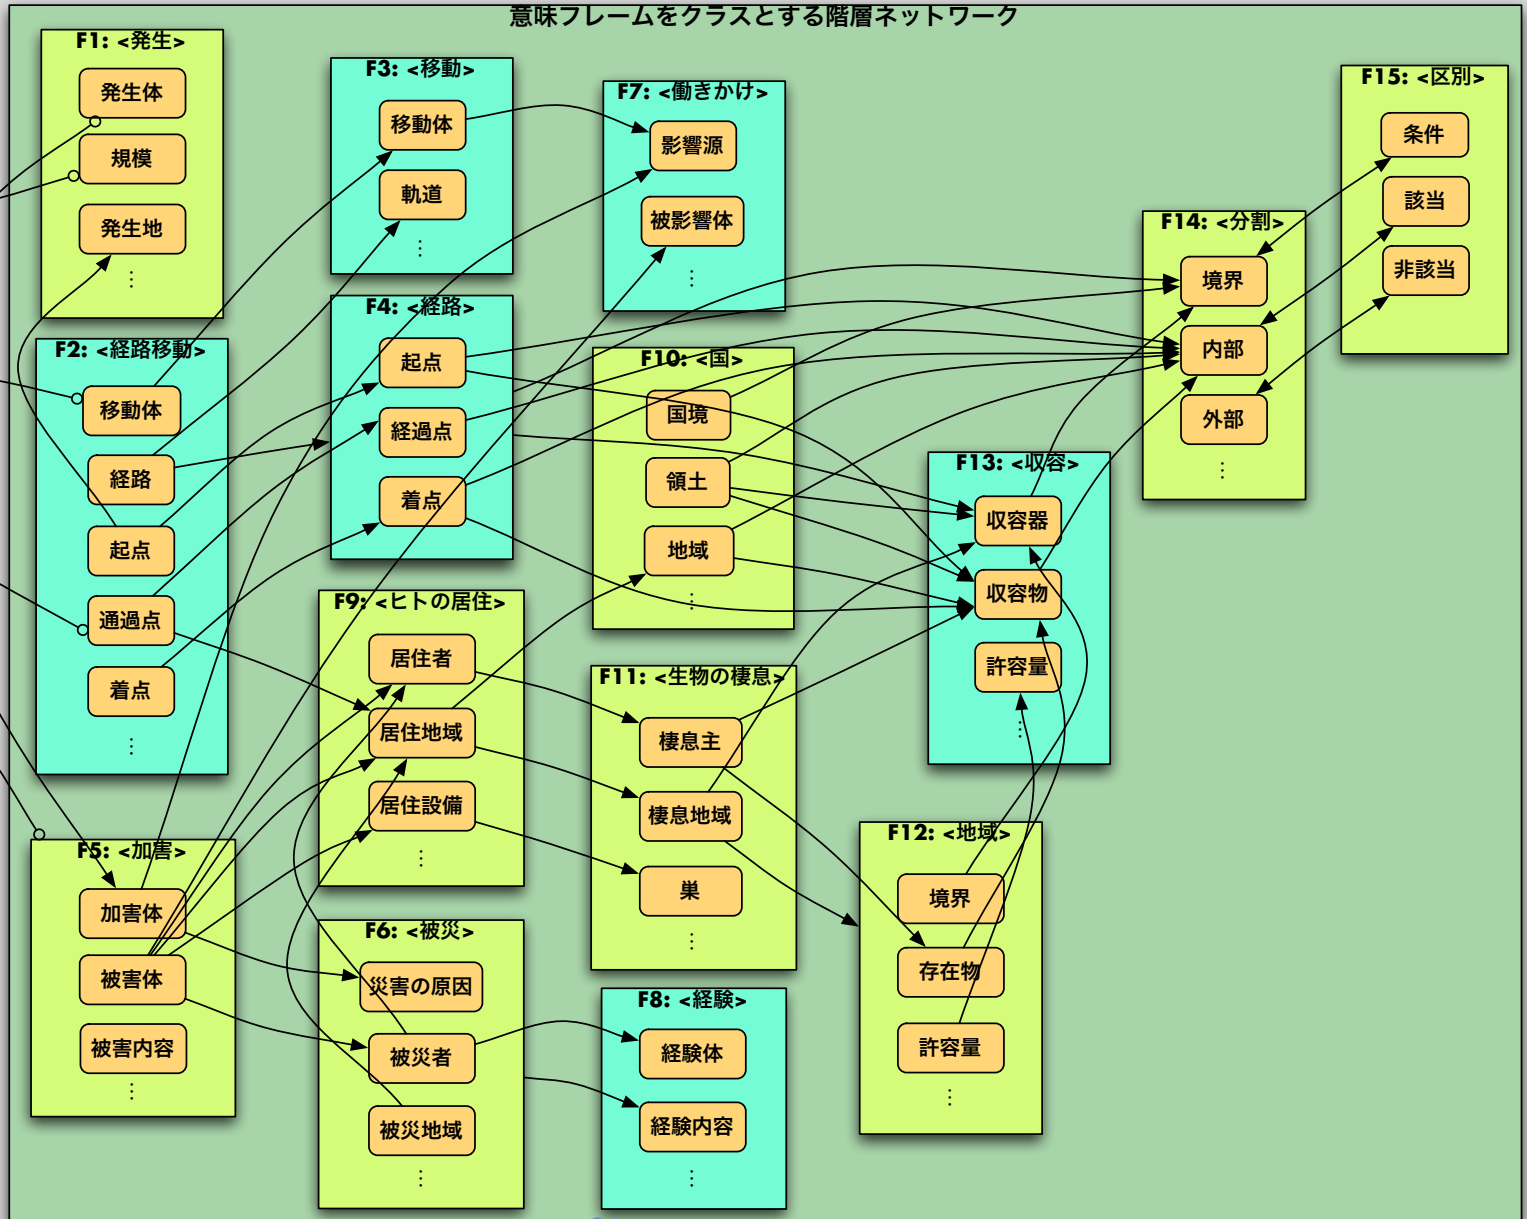 意味フレームをクラスとする階層ネットワーク
F1: <発生>
発生体
規模
発生地
⋮
F2: <経路移動>
移動体
経路
起点
通過点
着点
⋮
F5: <加害>
加害体
被害体
被害内容
⋮
F3: <移動>
移動体
軌道
⋮
F4: <経路>
起点
経過点
着点
F9: <ヒトの居住>
居住者
居住地域
居住設備
⋮
F6: <被災>
災害の原因
被災者
被災地域
⋮
F7: <働きかけ>
影響源
被影響体
⋮
F10: <国>
国境
領土
地域
⋮
F11: <生物の棲息>
棲息主
棲息地域
巣
⋮
F8: <経験>
経験体
経験内容
⋮
F13: <収容>
収容器
収容物
許容量
⋮
F12: <地域>
境界
存在物
許容量
⋮
F14: <分割>
境界
内部
外部
⋮
F15: <区別>
条件
該当
非該当